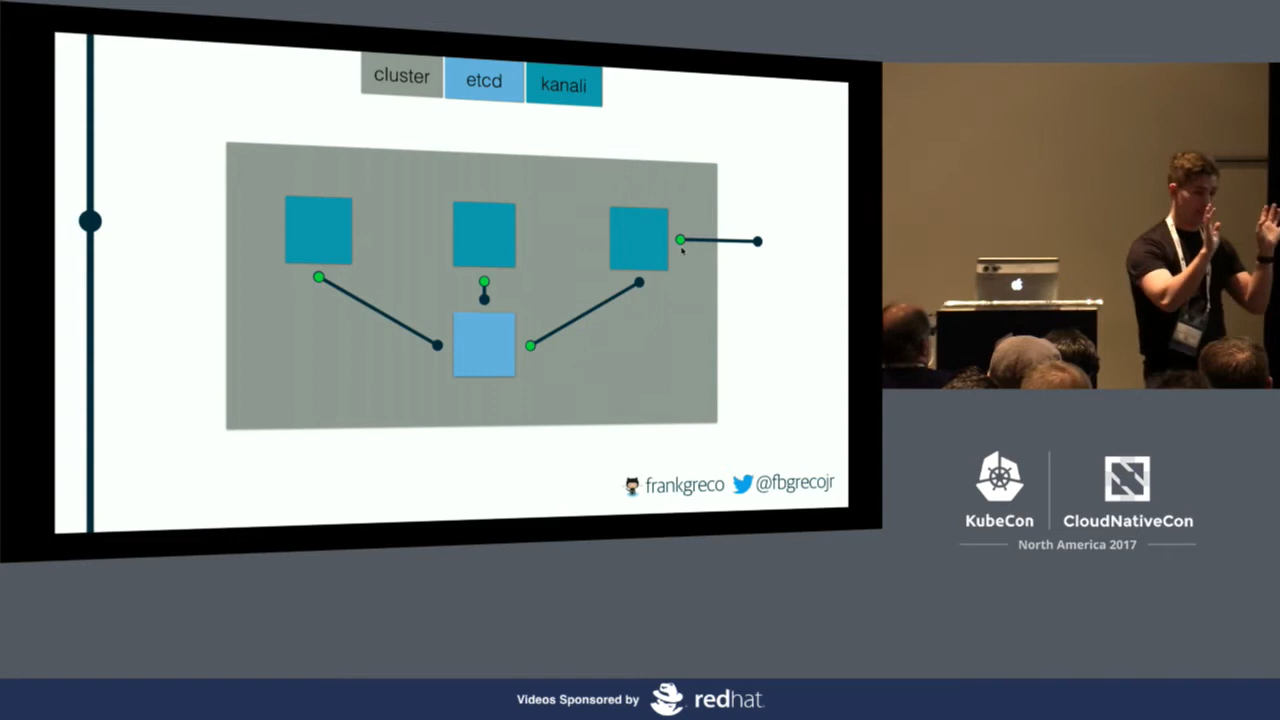 cluster
etcd
kanali
frankgreco
@fbgrecojr
KubeCon
CloudNativeCon
North America 2017
Videos Sponsored by
redhat.